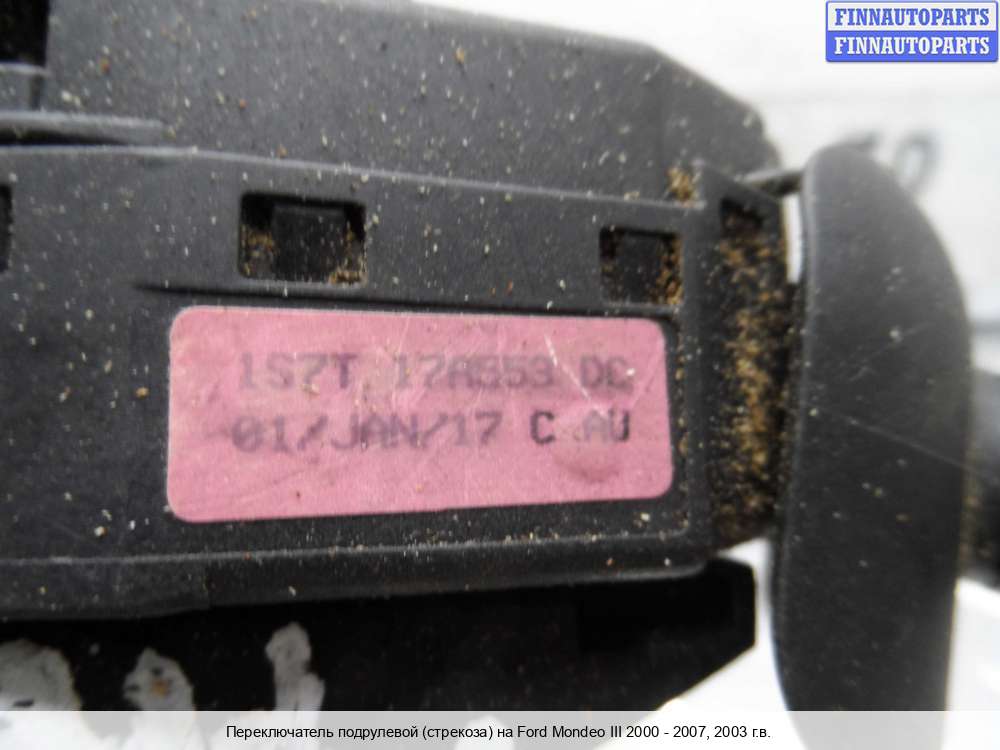 FINNAUTOPARTS
FINNAUTOPARTS
1S7T 17A553 DC
01/JAN/17 C AU
Переключатель подрулевой (стрекоза) на Ford Mondeo III 2000 - 2007, 2003 г.в.